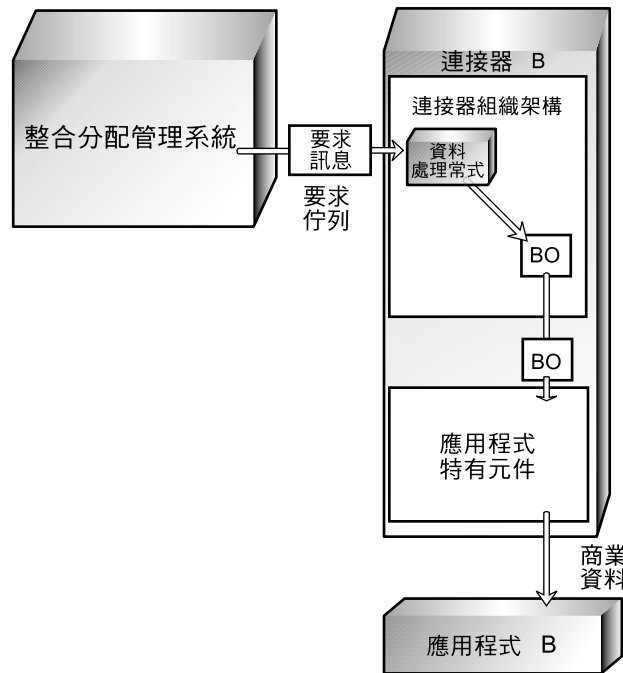 連接器 B
連接器組織架構
整合分配管理系統
要求
訊息
資料
處理常式
要求
佇列
BO
BO
應用程式
特有元件
商業
資料
應用程式 B